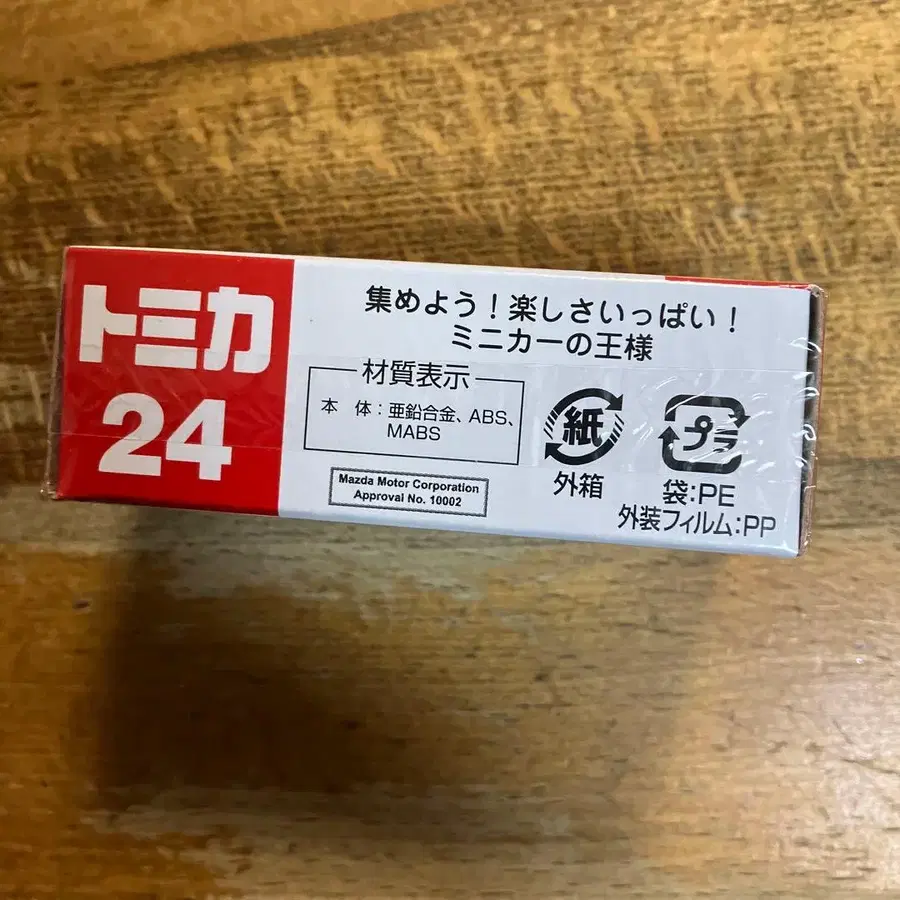 トミカ
24
集めよう!楽しさいっぱい!
ミニカーの王様
材質表示
本 体:亜鉛合金、ABS、
MABS
Mazda Motor Corporation
Approval No. 10002
紙
外箱
プラ
袋:PE
外装フィルム:PP